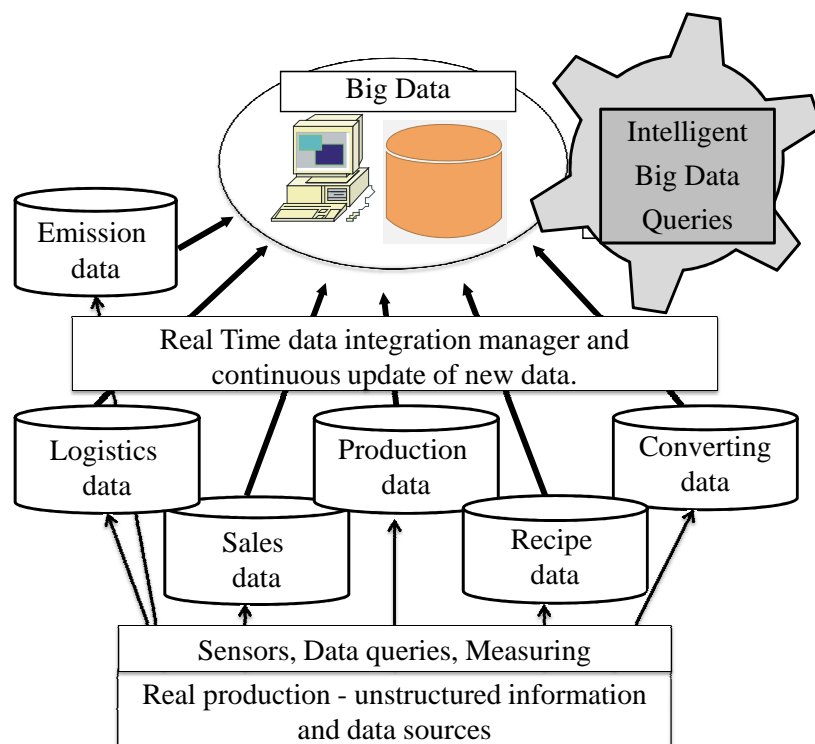 Big Data
Intelligent
Big Data
Queries
Emission
data
Real Time data integration manager and
continuous update of new data.
Logistics
data
Production
data
Converting
data
Sales
data
Recipe
data
Sensors, Data queries, Measuring
Real production - unstructured information
and data sources